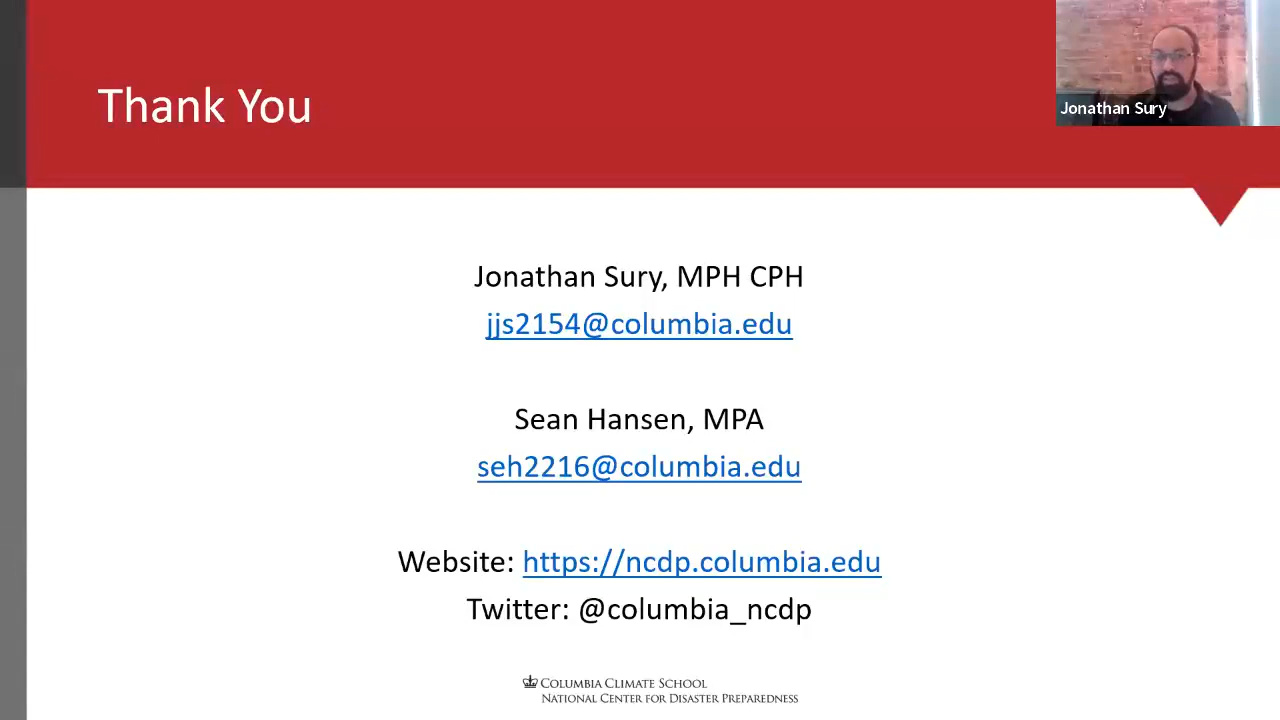 Thank You
Jonathan Sury
Jonathan Sury, MPH CPH
jjs2154@columbia.edu
Sean Hansen, MPA
seh2216@columbia.edu
Website: https://ncdp.columbia.edu
Twitter: @columbia_ncdp
COLUMBIA CLIMATE SCHOOL
NATIONAL CENTER FOR DISASTER PREPAREDNESS